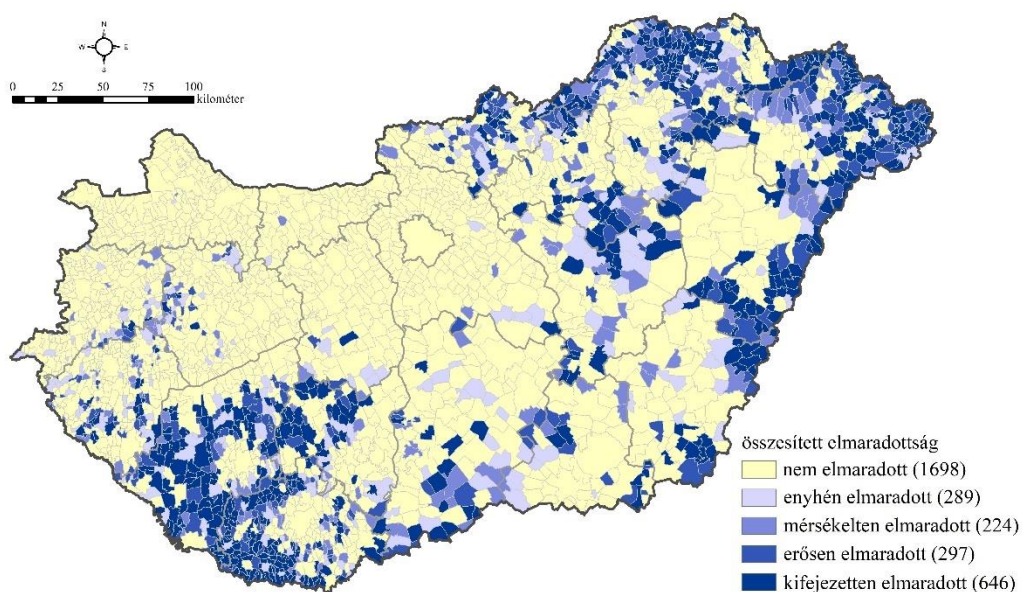 N
W E
S
0 25 50 75 100
kilométer
összesített elmaradottság
nem elmaradott (1698)
enyhén elmaradott (289)
mérsékelten elmaradott (224)
erősen elmaradott (297)
kifejezetten elmaradott (646)